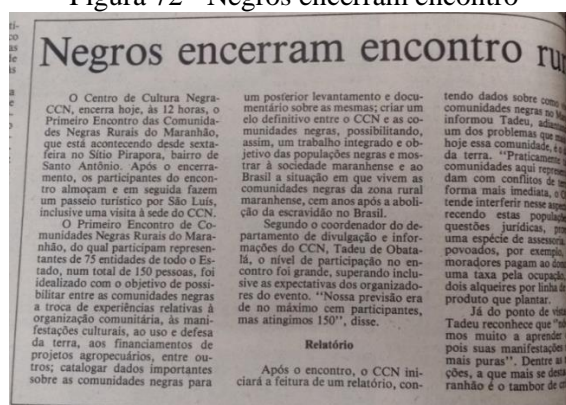 Figura 72 - Negros encerram encontro
Negros encerram encontro
O Centro de Cultura Negra-
CCN, encerra hoje, às 12 horas, o
Primeiro Encontro das Comunida-
des Negras Rurais do Maranhão,
que está acontecendo desde sexta-
feira no Sítio Pirapora, bairro de
Santo Antônio. Após o encerra-
mento, os participantes do encon-
tro almoçam e em seguida fazem
um passeio turístico por São Luís,
inclusive uma visita à sede do CCN.
O Primeiro Encontro de Co-
munidades Negras Rurais do Mara-
nhão, do qual participam represen-
tantes de 75 entidades de todo o Es-
tado, num total de 150 pessoas, foi
idealizado com o objetivo de possi-
bilitar entre as comunidades negras
a troca de experiências relativas à
organização comunitária, às mani-
festações culturais, ao uso e defesa
da terra, aos financiamentos de
projetos agropecuários, entre ou-
tros; catalogar dados importantes
sobre as comunidades negras para
um posterior levantamento e docu-
mentário sobre as mesmas; criar um
elo definitivo entre o CCN e as co-
munidades negras, possibilitando,
assim, um trabalho integrado e ob-
jetivo das populações negras e mos-
trar à sociedade maranhense e ao
Brasil a situação em que vivem as
comunidades negras da zona rural
maranhense, cem anos após a aboli-
ção da escravidão no Brasil.
Segundo o coordenador do de-
partamento de divulgação e infor-
mações do CCN, Tadeu de Obata-
lá, o nível de participação no en-
contro foi grande, superando inclu-
sive as expectativas dos organizado-
res do evento. "Nossa previsão era
de no máximo cem participantes,
mas atingimos 150", disse.
Relatório
Após o encontro, o CCN ini-
ciará a feitura de um relatório, con-
tendo dados sobre como
comunidades negras no
informou Tadeu,
um dos problemas que
hoje essa comunidade, é
da terra. "Praticamente
comunidades aqui
dam com conflitos de
forma mais imediata, o
tende interferir nesse
recendo estas
questões jurídicas,
uma espécie de assessoria
povoados, por exemplo,
moradores pagam ao
uma taxa pela ocupação,
dois alqueires por linha
produto que plantar.
Já do ponto de
Tadeu reconhece que
mos muito a aprender
pois suas manifestações
mais puras". Dentre as
ções, a que mais se
ranhão é o tambor de